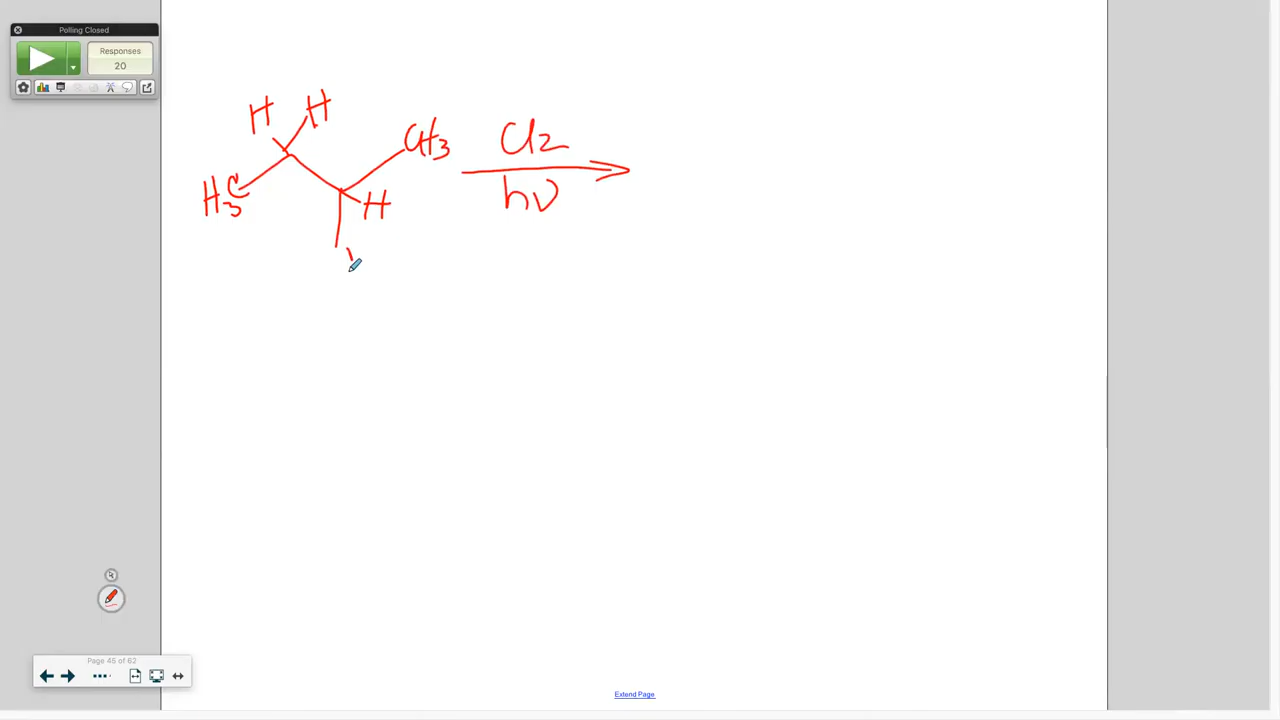 Polling Closed
Responses
20
H H
CH3 Cl2
H3C
H hν
Page 45 of 62
Extend Page